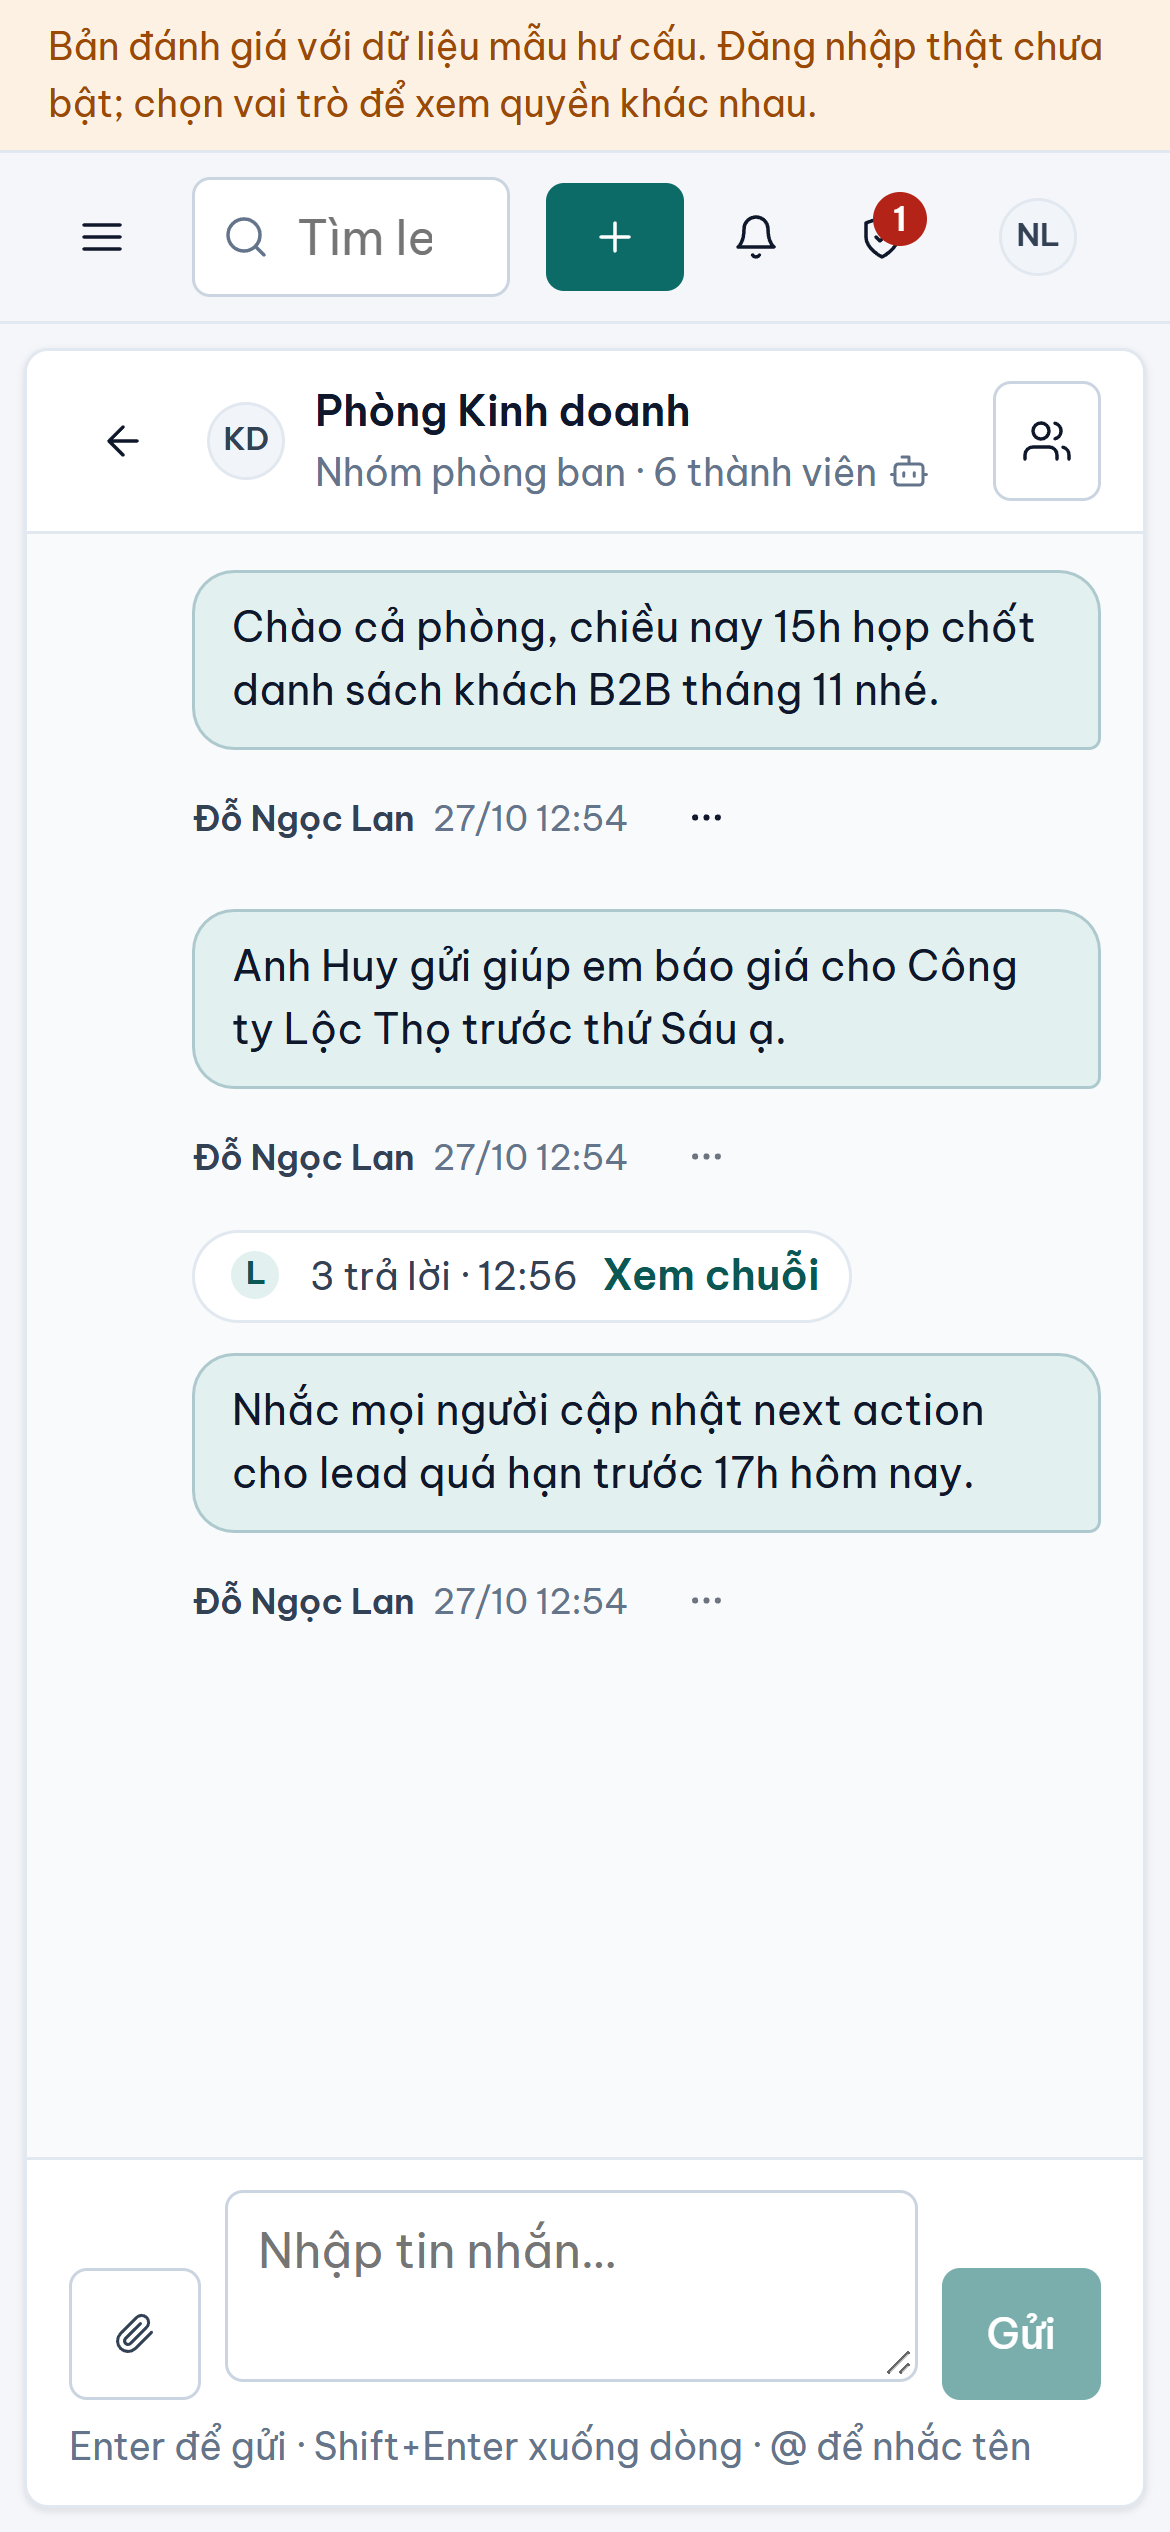 Bản đánh giá với dữ liệu mẫu hư cấu. Đăng nhập thật chưa
bật; chọn vai trò để xem quyền khác nhau.
Tìm le
1
NL
KD
Phòng Kinh doanh
Nhóm phòng ban · 6 thành viên
Chào cả phòng, chiều nay 15h họp chốt
danh sách khách B2B tháng 11 nhé.
Đỗ Ngọc Lan 27/10 12:54
Anh Huy gửi giúp em báo giá cho Công
ty Lộc Thọ trước thứ Sáu ạ.
Đỗ Ngọc Lan 27/10 12:54
L 3 trả lời · 12:56 Xem chuỗi
Nhắc mọi người cập nhật next action
cho lead quá hạn trước 17h hôm nay.
Đỗ Ngọc Lan 27/10 12:54
Nhập tin nhắn...
Gửi
Enter để gửi · Shift+Enter xuống dòng · @ để nhắc tên